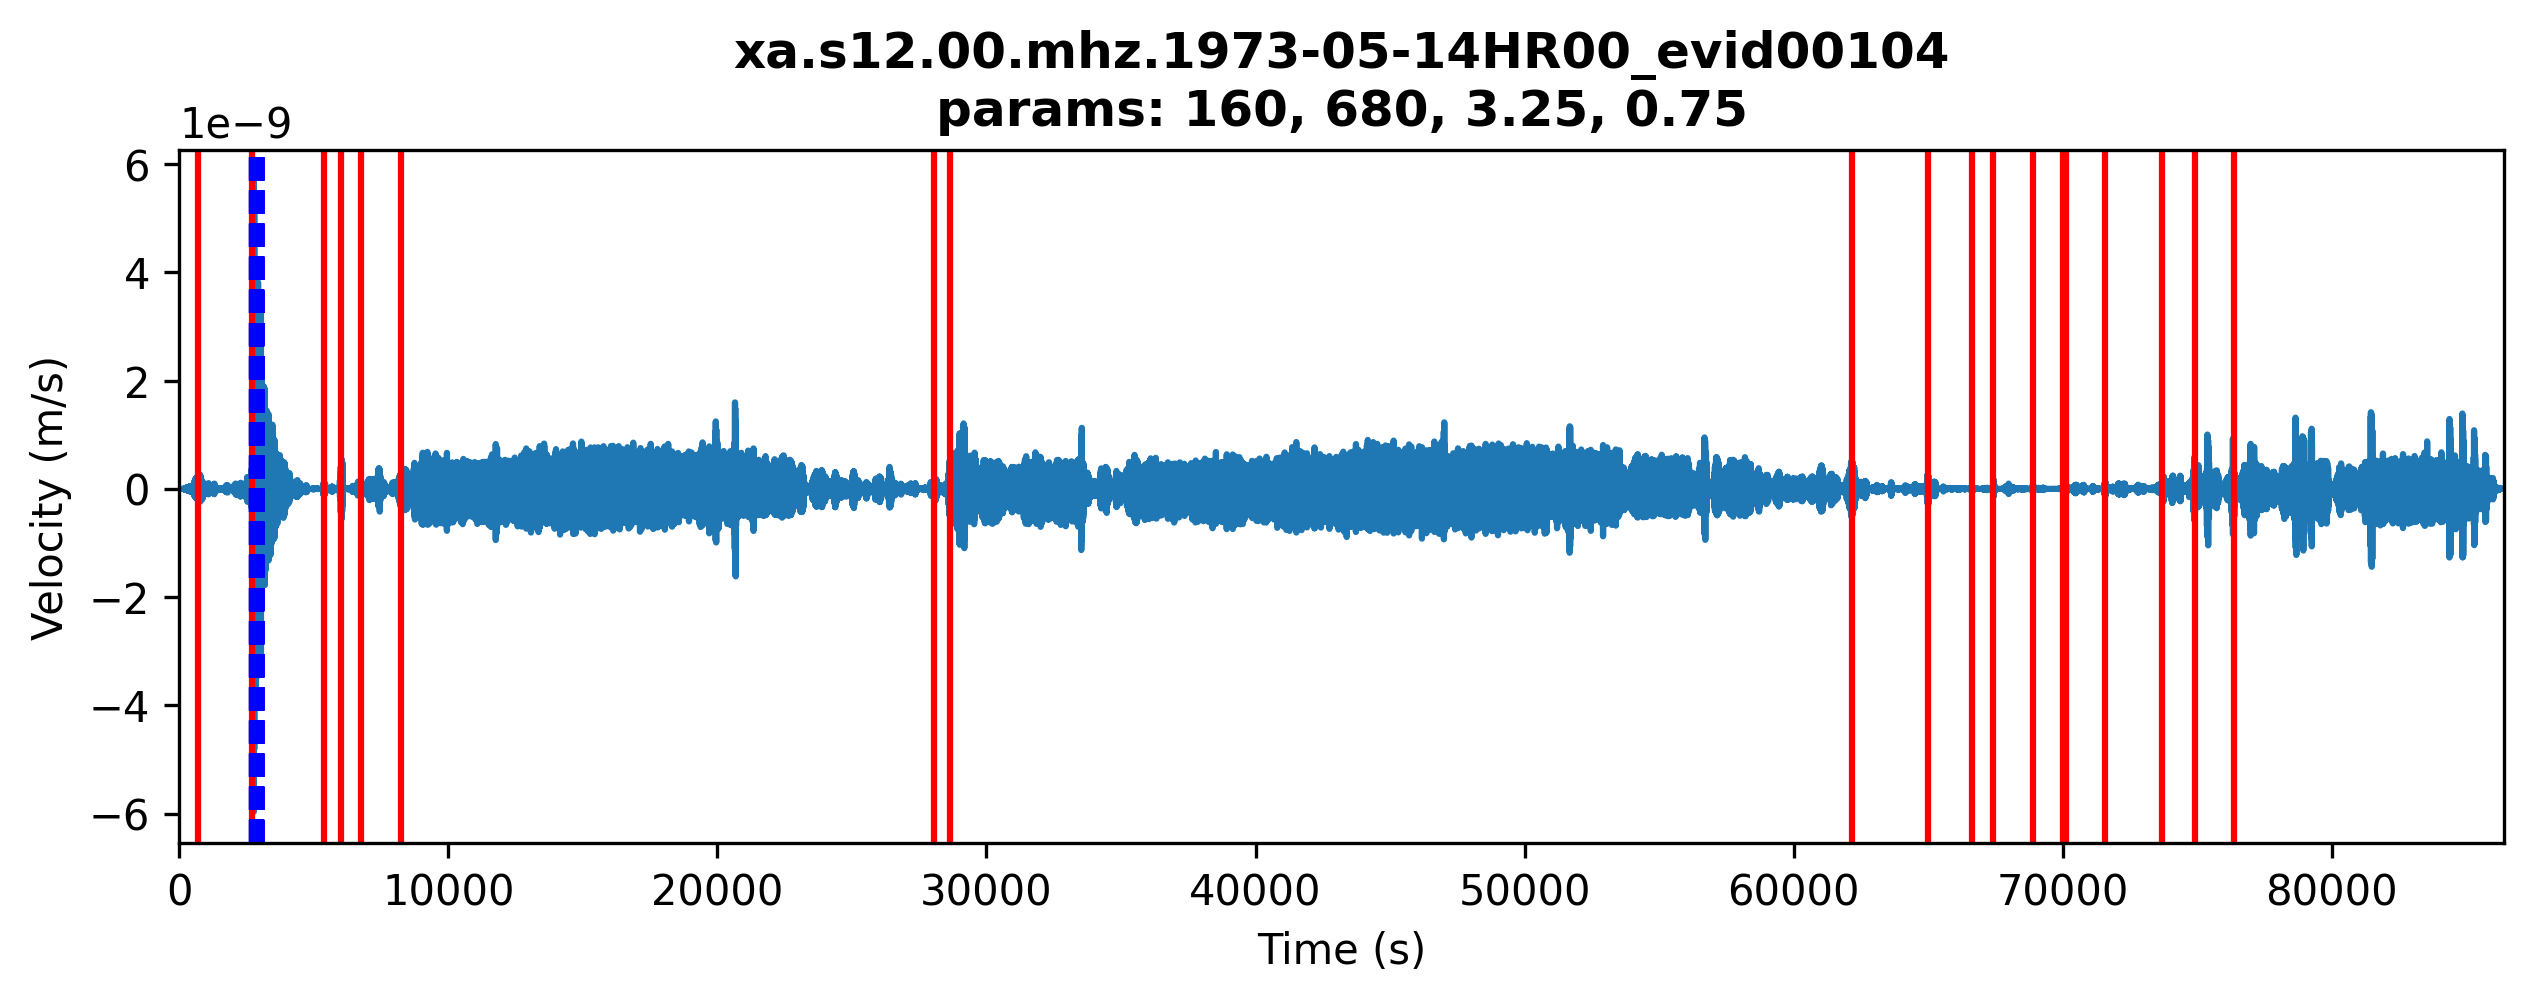 xa.s12.00.mhz.1973-05-14HR00_evid00104
params: 160, 680, 3.25, 0.75
1e−9
6
4
2
0
−2
−4
−6
Velocity (m/s)
0 10000 20000 30000 40000 50000 60000 70000 80000
Time (s)